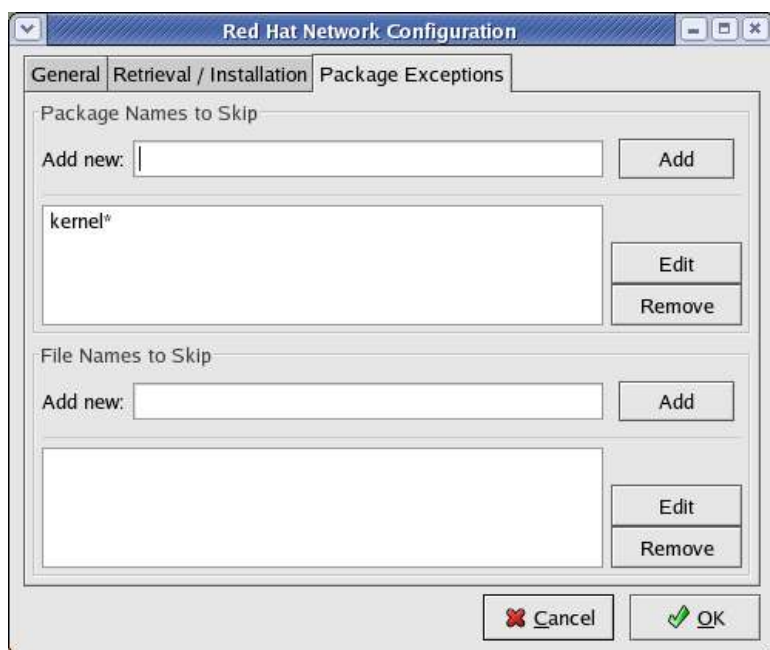 Red Hat Network Configuration
General Retrieval / Installation Package Exceptions
Package Names to Skip
Add new: Add
kernel*
Edit
Remove
File Names to Skip
Add new: Add
Edit
Remove
Cancel OK